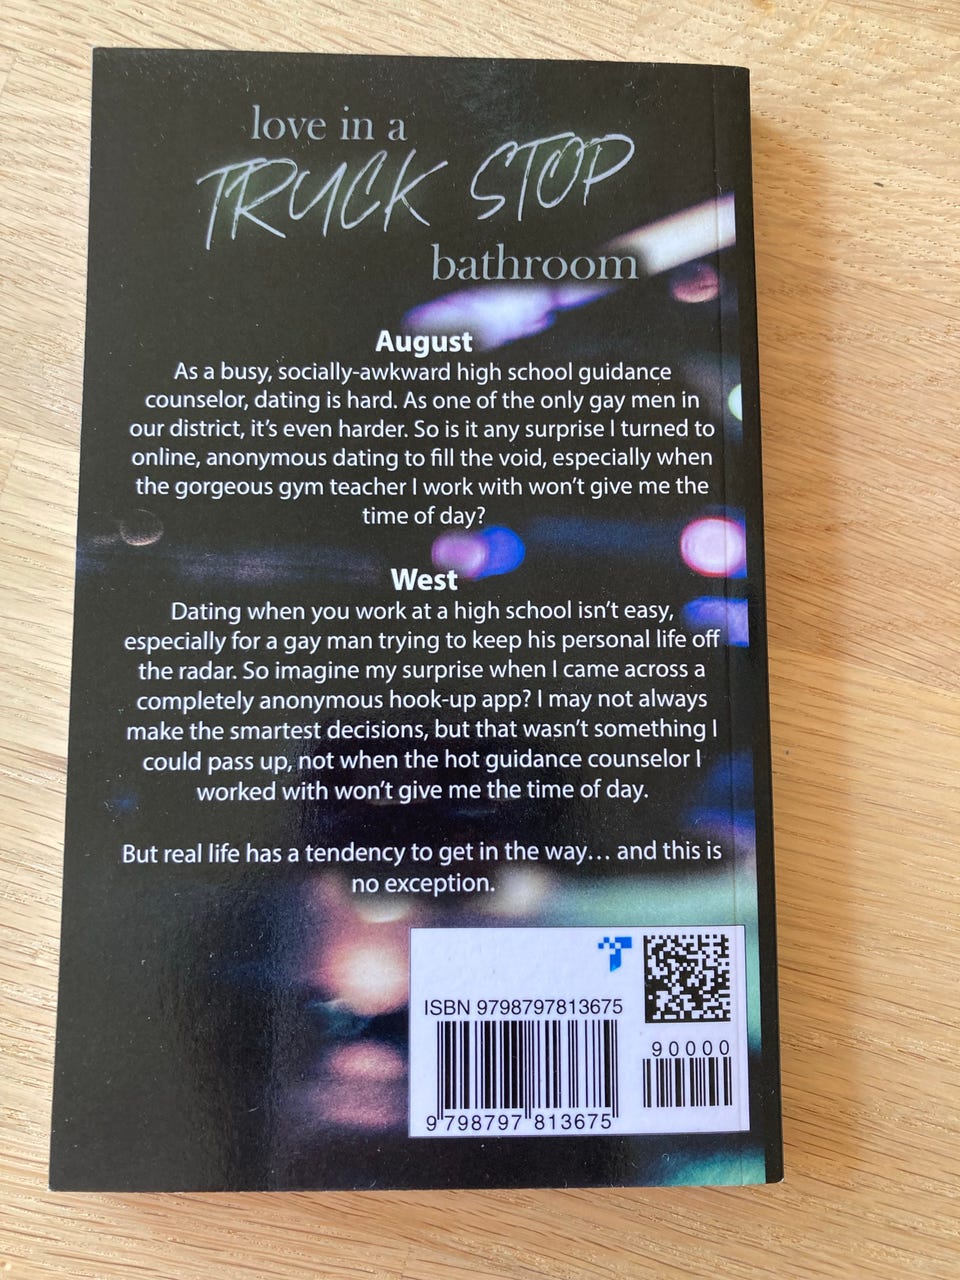 love in a
TRUCK STOP
bathroom
August
As a busy, socially-awkward high school guidance
counselor, dating is hard. As one of the only gay men in
our district, it’s even harder. So is it any surprise I turned to
online, anonymous dating to fill the void, especially when
the gorgeous gym teacher I work with won’t give me the
time of day?
West
Dating when you work at a high school isn’t easy,
especially for a gay man trying to keep his personal life off
the radar. So imagine my surprise when I came across a
completely anonymous hook-up app? I may not always
make the smartest decisions, but that wasn’t something I
could pass up, not when the hot guidance counselor I
worked with won’t give me the time of day.
But real life has a tendency to get in the way… and this is
no exception.
ISBN 9798797813675
90000
9 798797 813675